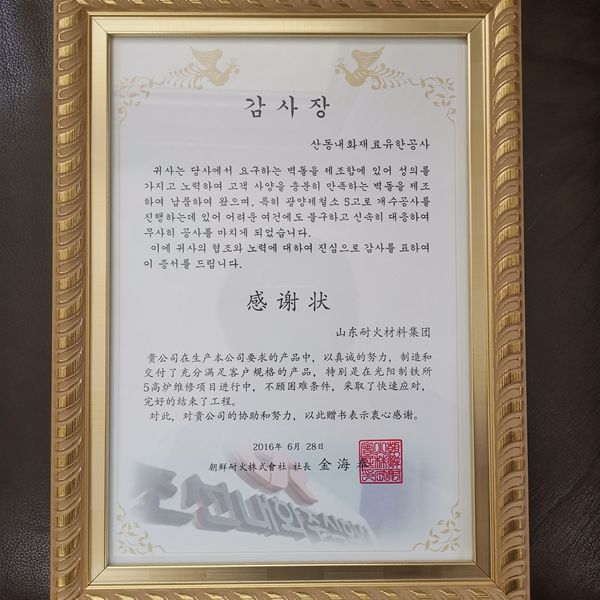 감 사 장
산동내화재료유한공사
귀사는 당사에서 요구하는 벽돌을 제조함에 있어 성의를
가지고 노력하여 고객 사양을 충분히 만족하는 벽돌을 제조
하여 납품하여 왔으며, 특히 광양제철소 5고로 개수공사를
진행하는데 있어 어려운 여건에도 불구하고 신속히 대응하여
무사히 공사를 마치게 되었습니다.
이에 귀사의 협조와 노력에 대하여 진심으로 감사를 표하여
이 증서를 드립니다.
感 谢 状
山东耐火材料集团
贵公司在生产本公司要求的产品中, 以真诚的努力, 制造和
交付了充分满足客户规格的产品, 特别是在光阳制铁所
5高炉维修项目进行中, 不顾困难条件, 采取了快速应对,
完好的结束了工程。
对此, 对贵公司的协助和努力, 以此赠书表示衷心感谢。
2016年 6月 28日
朝鮮耐火株式會社 社長 金 海 春
조선내화주식회사